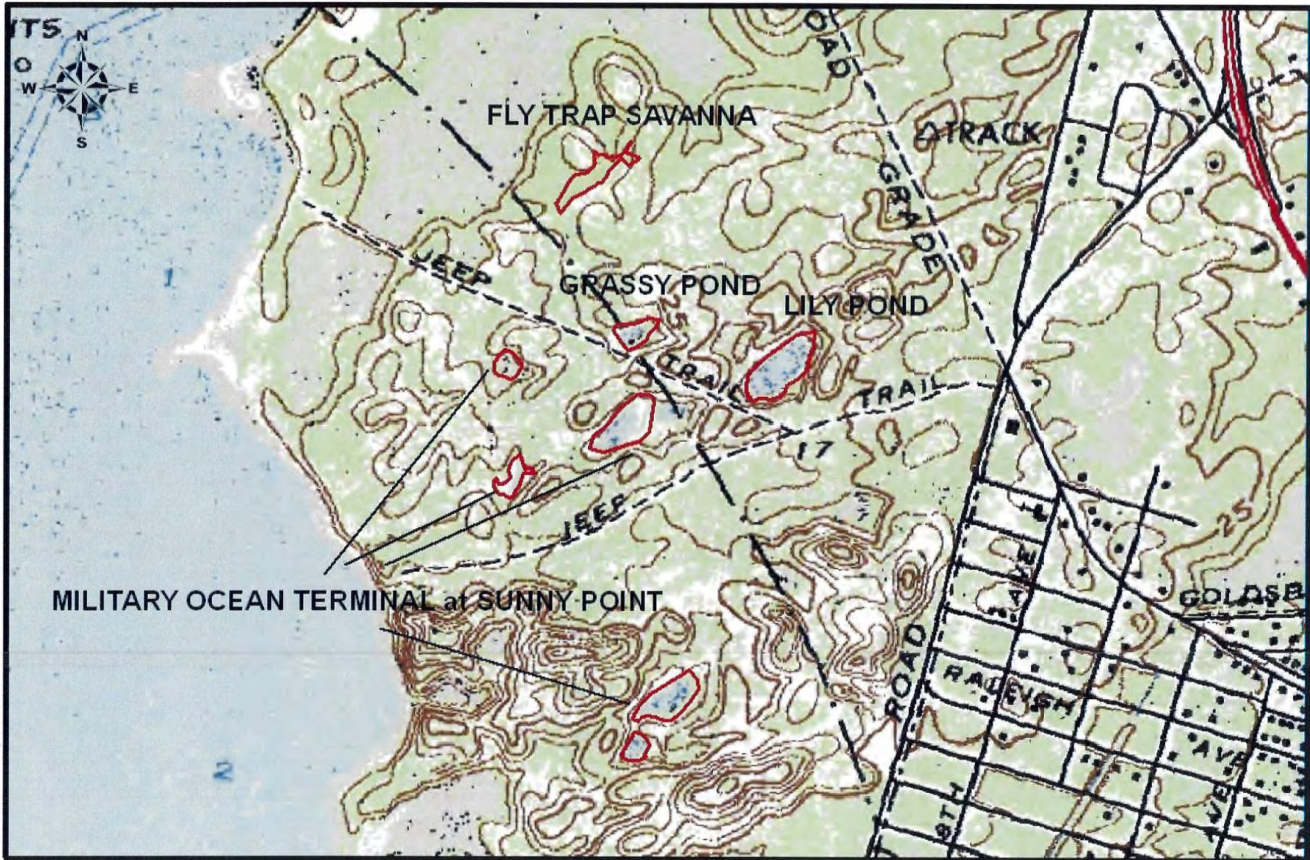 ITS
O
N
W
E
S
ROAD
GRADE
FLY TRAP SAVANNA
TRACK
1
JEEP
TRAIL
GRASSY POND
LILY POND
TRAIL
17
JEEP
25
MILITARY OCEAN TERMINAL at SUNNY POINT
GOLDSB
AVE
ROAD
RALEIGH
AVE
2
8TH
AVE